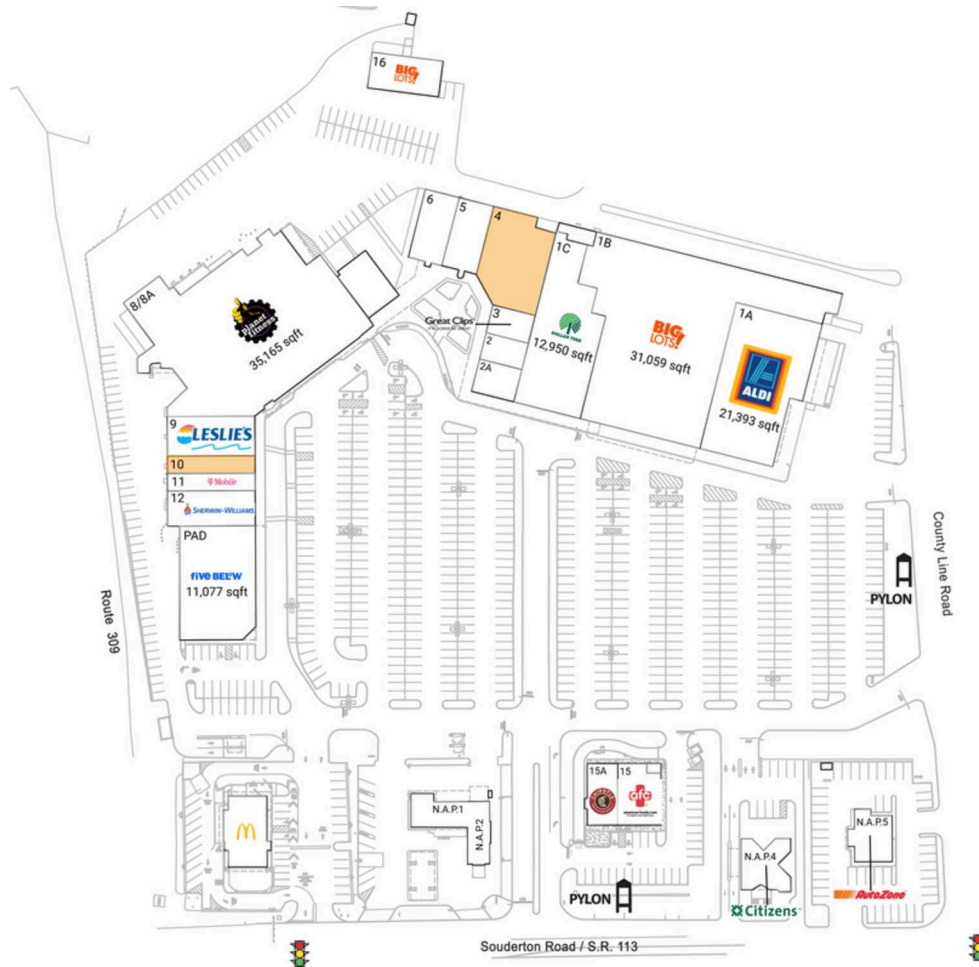 16
BIG
LOTS!
6
5
4
1C
1B
8/8A
planet
fitness
35,165 sqft
Great Clips
3
2
2A
DOLLAR TREE
12,950 sqft
BIG
LOTS!
31,059 sqft
1A
ALDI
21,393 sqft
9
LESLIE'S
10
11
T Mobile
12
SHERWIN-WILLIAMS
PAD
five BEL°W
11,077 sqft
Route 309
County Line Road
PYLON
15A
15
CHIPOTLE
afc
N.A.P.1
N.A.P.2
N.A.P.4
N.A.P.5
PYLON
Citizens
AutoZone
Souderton Road / S.R. 113